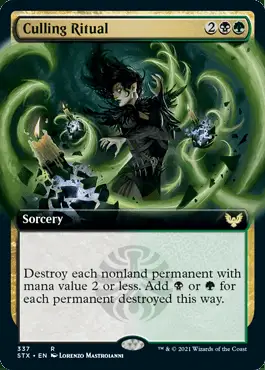 Culling Ritual 2
Sorcery
Destroy each nonland permanent with
mana value 2 or less. Add or for
each permanent destroyed this way.
337 R
STX • EN Lorenzo Mastroianni
™ & © 2021 Wizards of the Coast